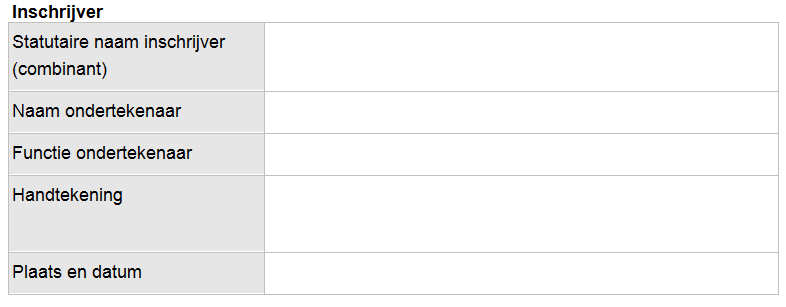 Inschrijver
Statutaire naam inschrijver
(combinant)
Naam ondertekenaar
Functie ondertekenaar
Handtekening
Plaats en datum